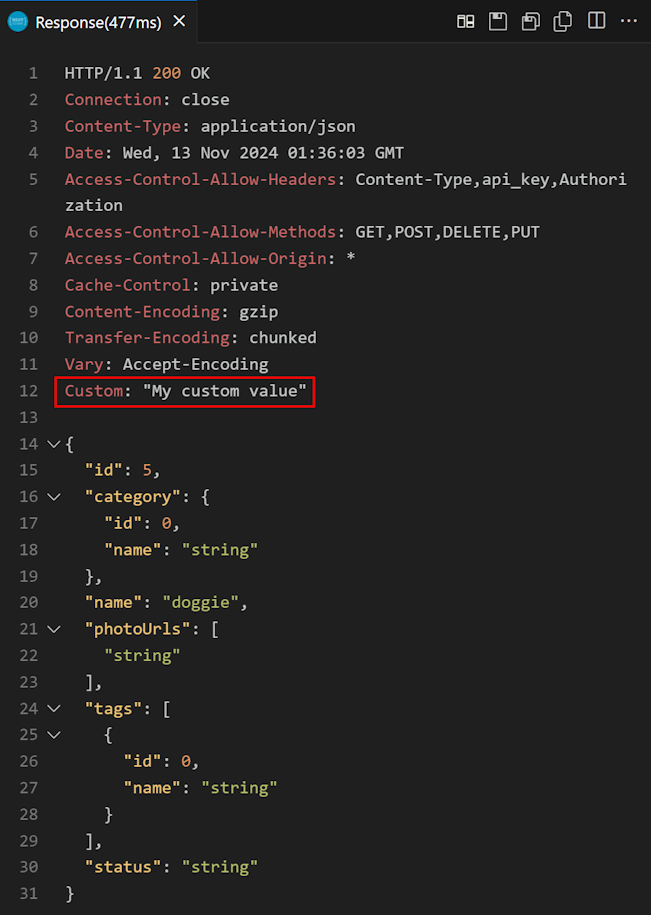 Response(477ms)
1 HTTP/1.1 200 OK
2 Connection: close
3 Content-Type: application/json
4 Date: Wed, 13 Nov 2024 01:36:03 GMT
5 Access-Control-Allow-Headers: Content-Type,api_key,Authori
zation
6 Access-Control-Allow-Methods: GET,POST,DELETE,PUT
7 Access-Control-Allow-Origin: *
8 Cache-Control: private
9 Content-Encoding: gzip
10 Transfer-Encoding: chunked
11 Vary: Accept-Encoding
12 Custom: "My custom value"
13
14 {
15   "id": 5,
16   "category": {
17     "id": 0,
18     "name": "string"
19   },
20   "name": "doggie",
21   "photoUrls": [
22     "string"
23   ],
24   "tags": [
25     {
26       "id": 0,
27       "name": "string"
28     }
29   ],
30   "status": "string"
31 }